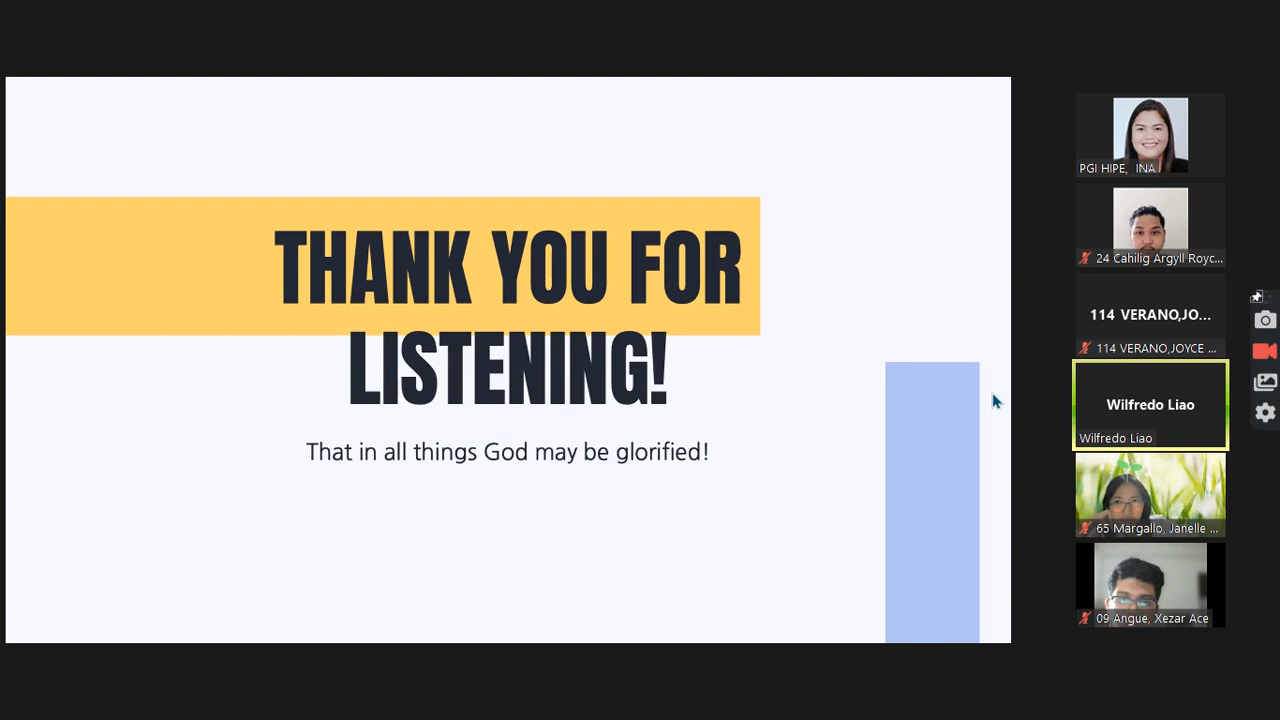 THANK YOU FOR
LISTENING!
That in all things God may be glorified!
PGI HIPE, INA
24 Cahilig Argyll Royc...
114 VERANO,JO...
114 VERANO,JOYCE ...
Wilfredo Liao
Wilfredo Liao
65 Margallo, Janelle ...
09 Angue, Xezar Ace